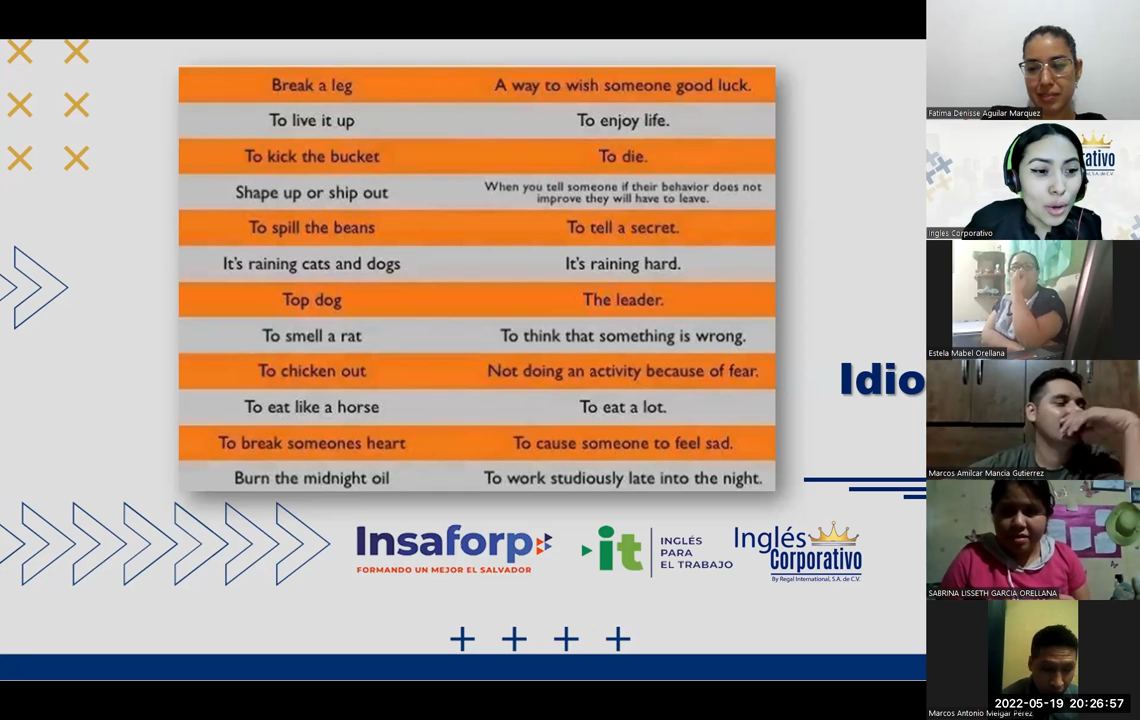 Break a leg A way to wish someone good luck.
To live it up To enjoy life.
To kick the bucket To die.
Shape up or ship out When you tell someone if their behavior does not improve they will have to leave.
To spill the beans To tell a secret.
It's raining cats and dogs It's raining hard.
Top dog The leader.
To smell a rat To think that something is wrong.
To chicken out Not doing an activity because of fear.
To eat like a horse To eat a lot.
To break someones heart To cause someone to feel sad.
Burn the midnight oil To work studiously late into the night.
Idio
Insaforp
FORMANDO UN MEJOR EL SALVADOR
it
INGLÉS
PARA
EL TRABAJO
Inglés
Corporativo
By Regal International, S.A. de C.V.
Fatima Denisse Aguilar Marquez
rativo
Inglés Corporativo
Estela Mabel Orellana
Marcos Amilcar Mancia Gutierrez
SABRINA LISSETH GARCIA ORELLANA
2022-05-19 20:26:57
Marcos Antonio Melgar Perez